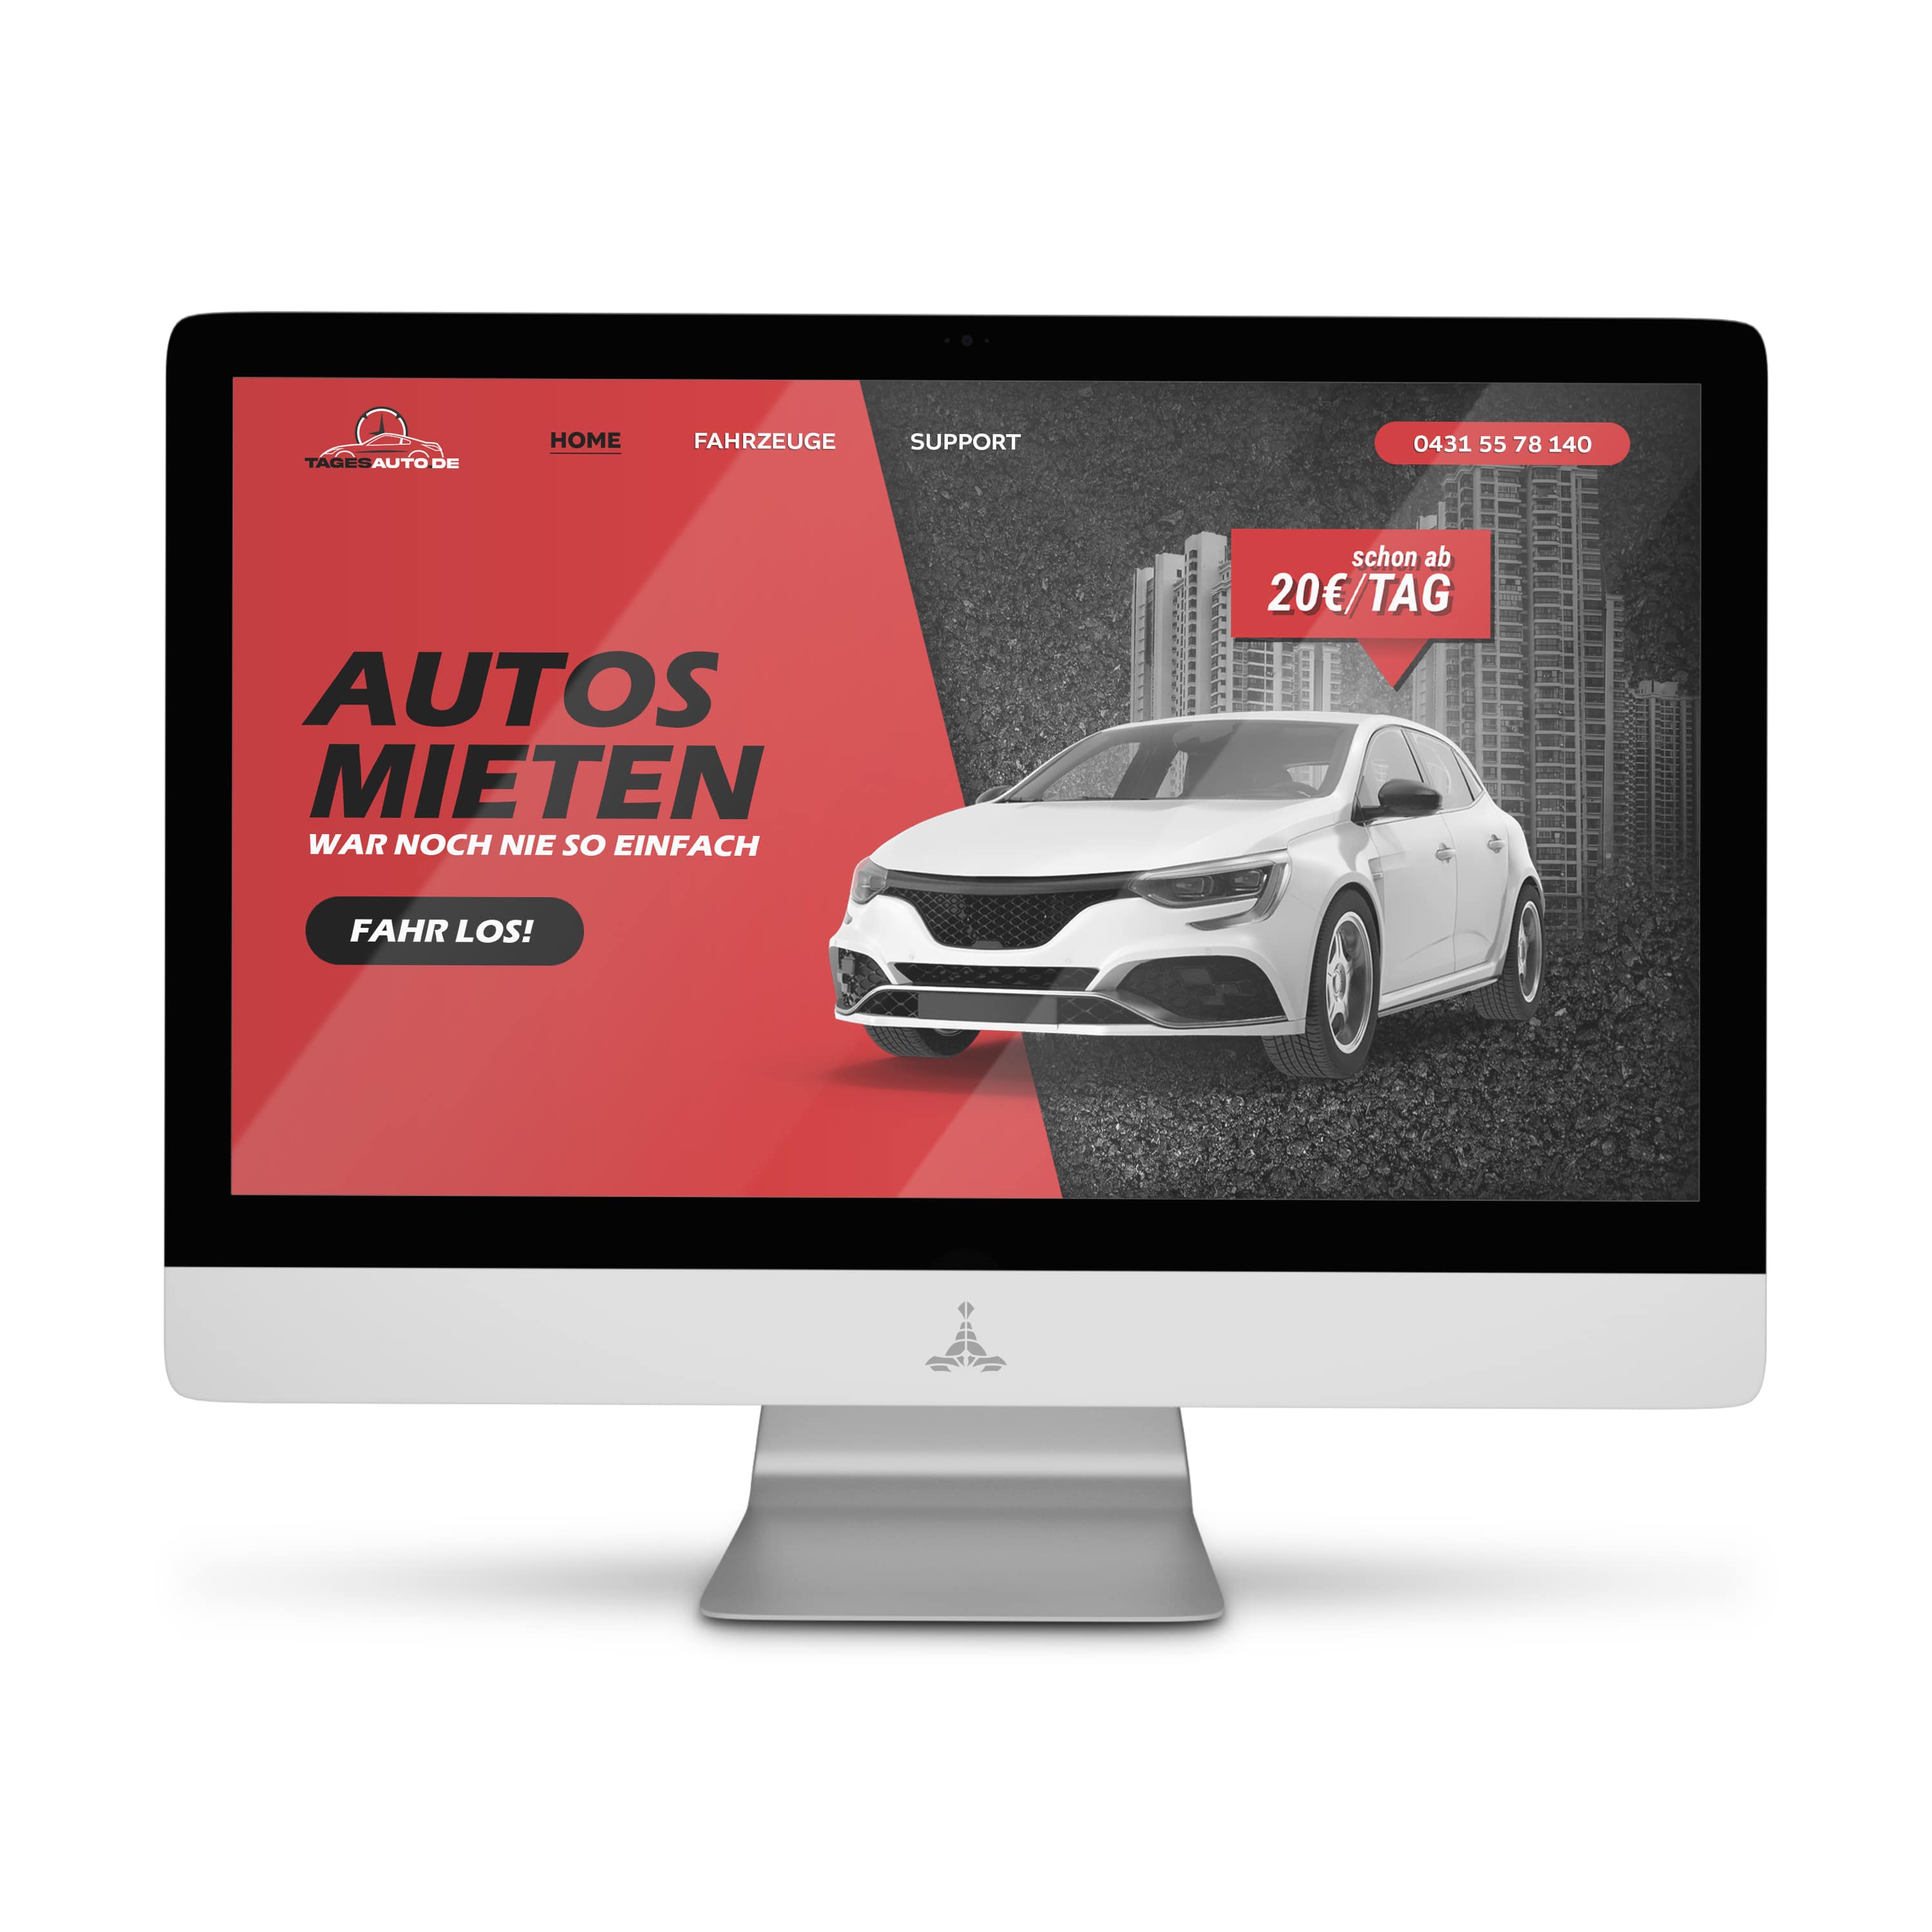 TAGESAUTO.DE
HOME
FAHRZEUGE
SUPPORT
0431 55 78 140
schon ab
20€/TAG
AUTOS
MIETEN
WAR NOCH NIE SO EINFACH
FAHR LOS!